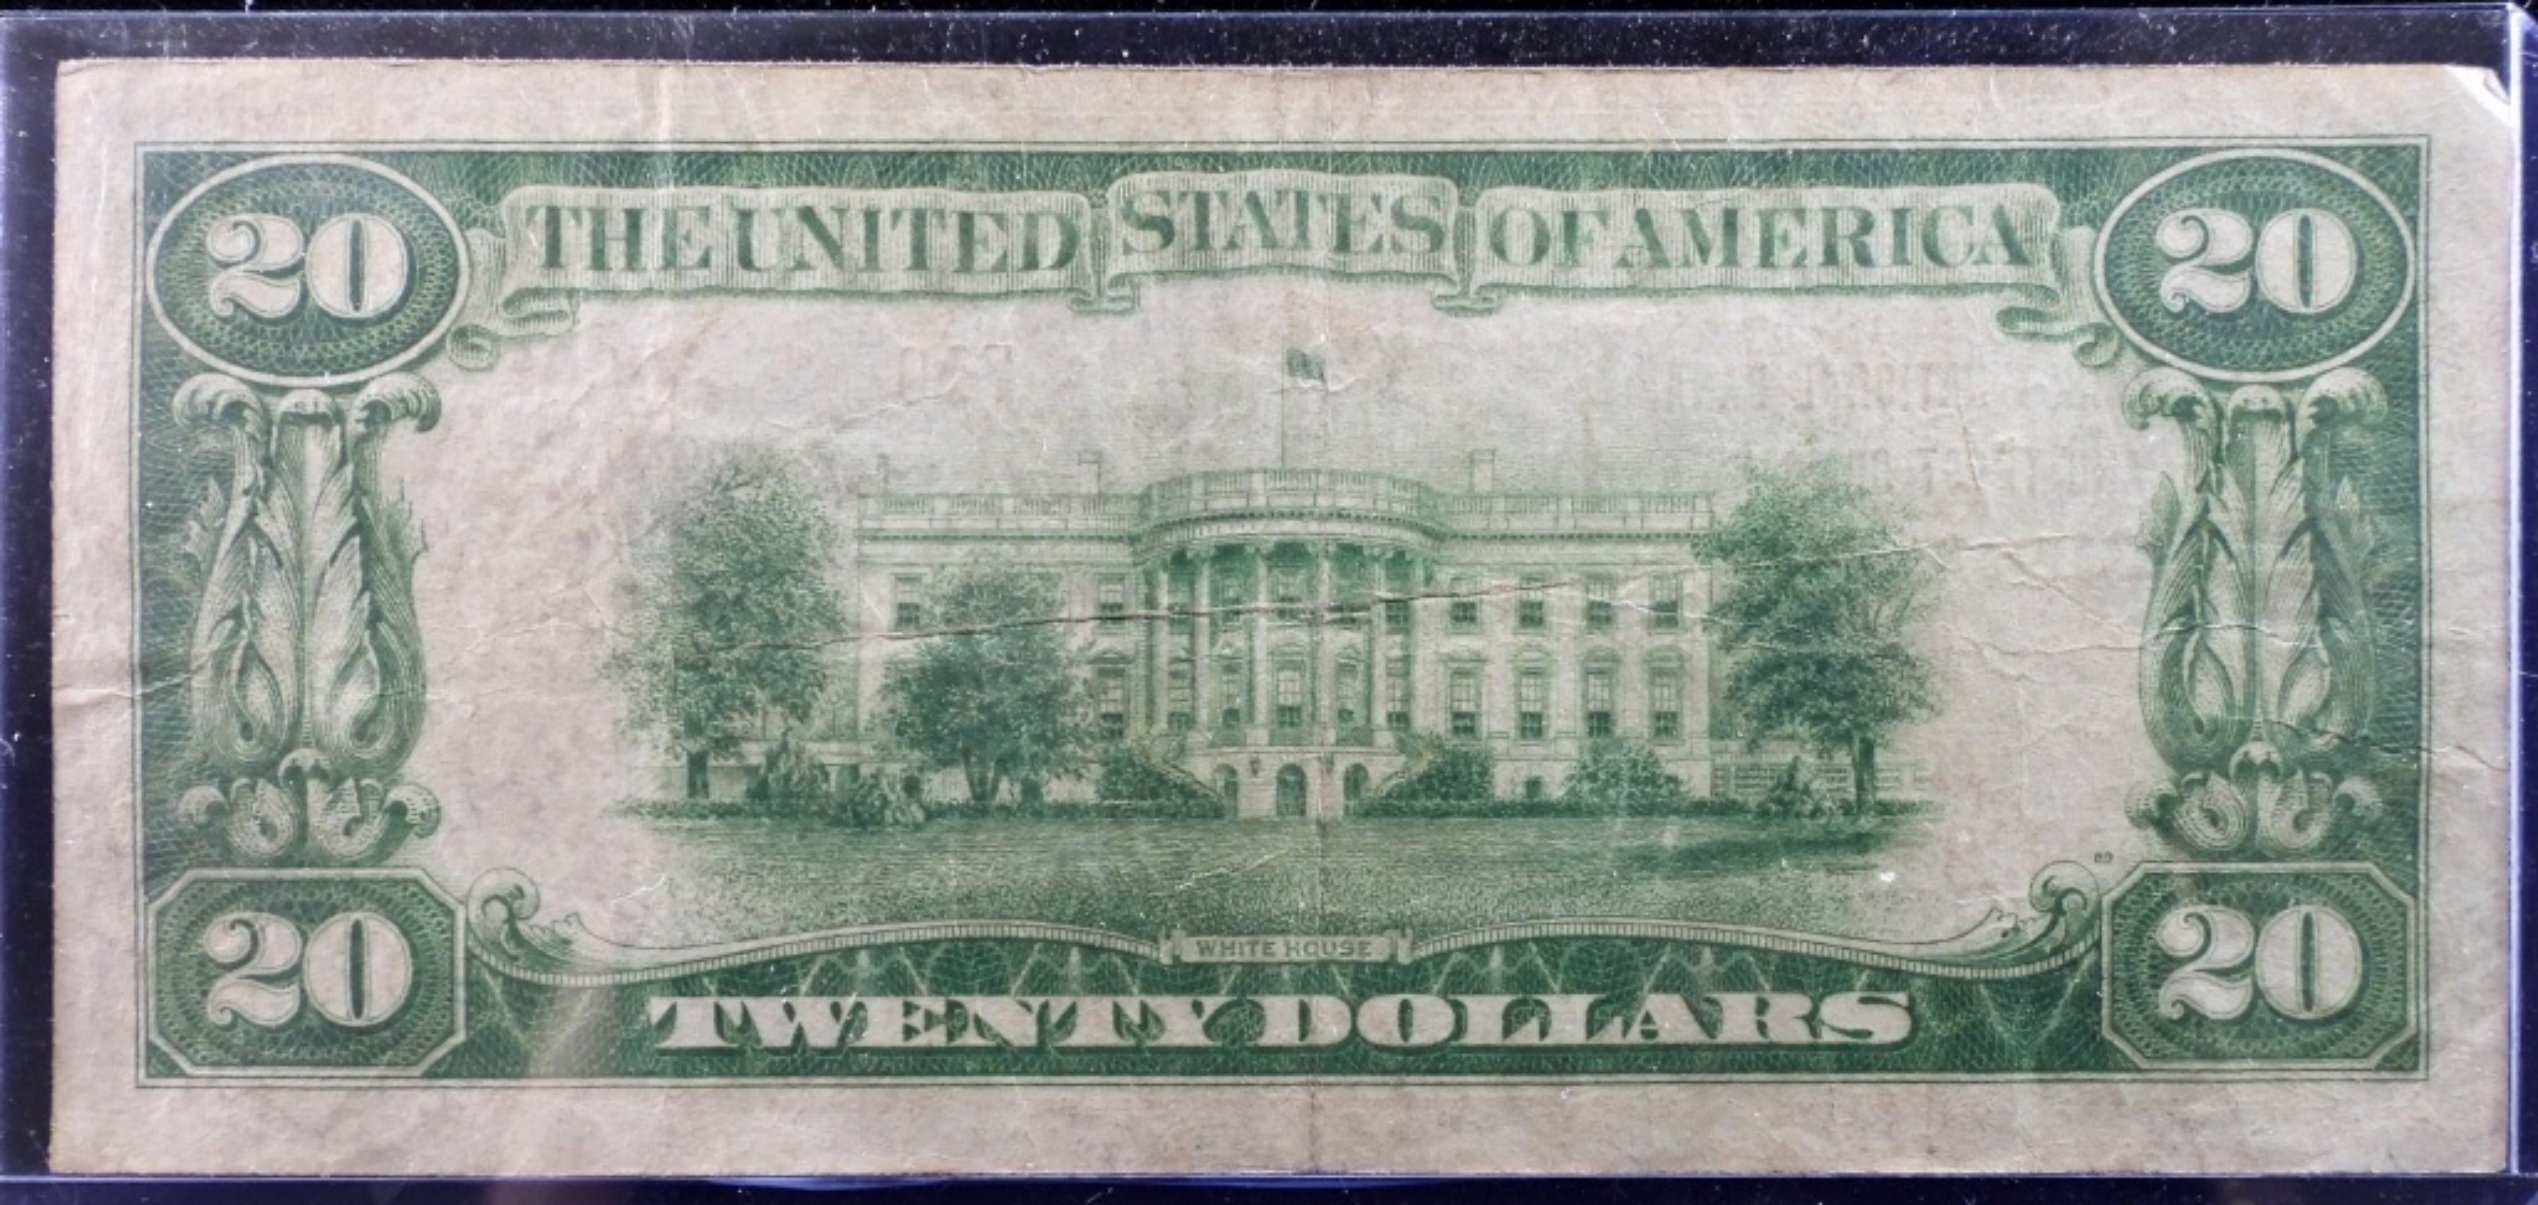 20 THE UNITED STATES OF AMERICA 20
20 WHITE HOUSE 20
TWENTY DOLLARS